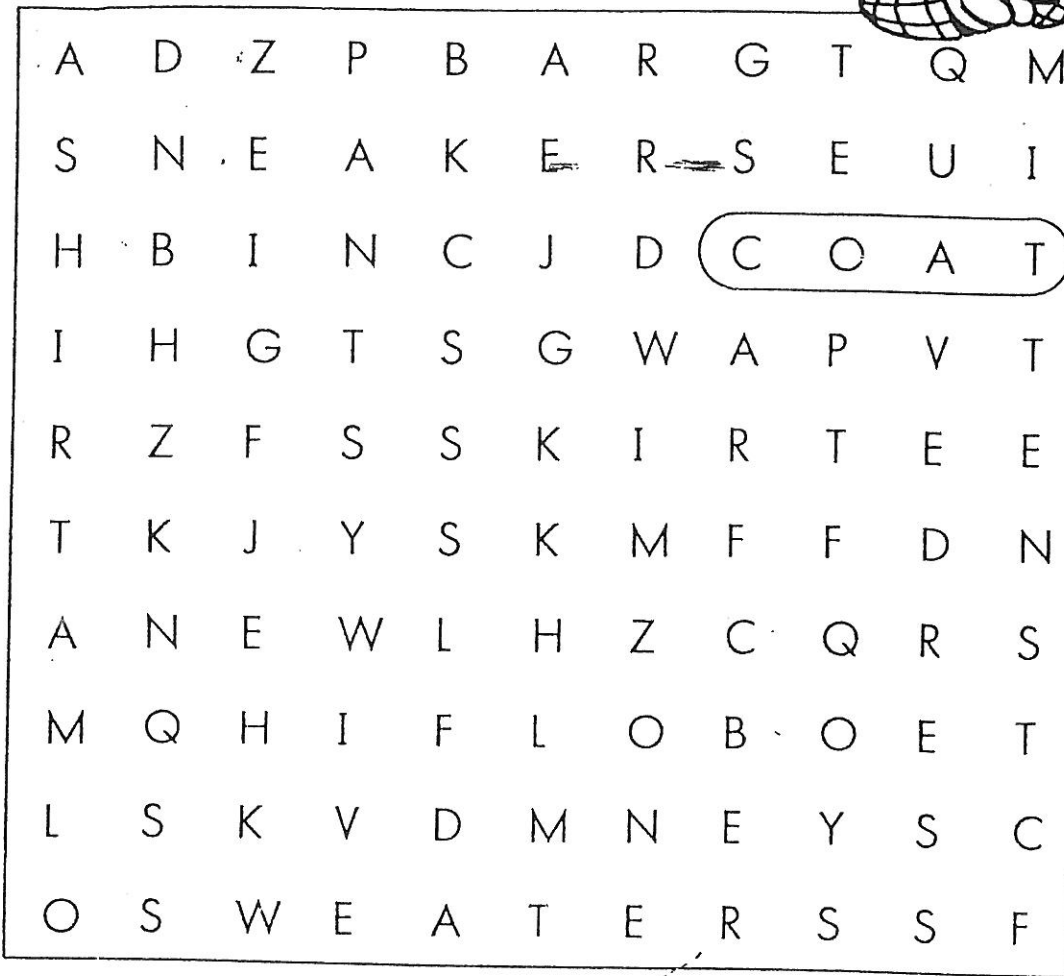 A D Z P B A R G T Q M
S N E A K E R S E U I
H B I N C J D C O A T
I H G T S G W A P V T
R Z F S S K I R T E E
T K J Y S K M F F D N
A N E W L H Z C Q R S
M Q H I F L O B O E T
L S K V D M N E Y S C
O S W E A T E R S S F